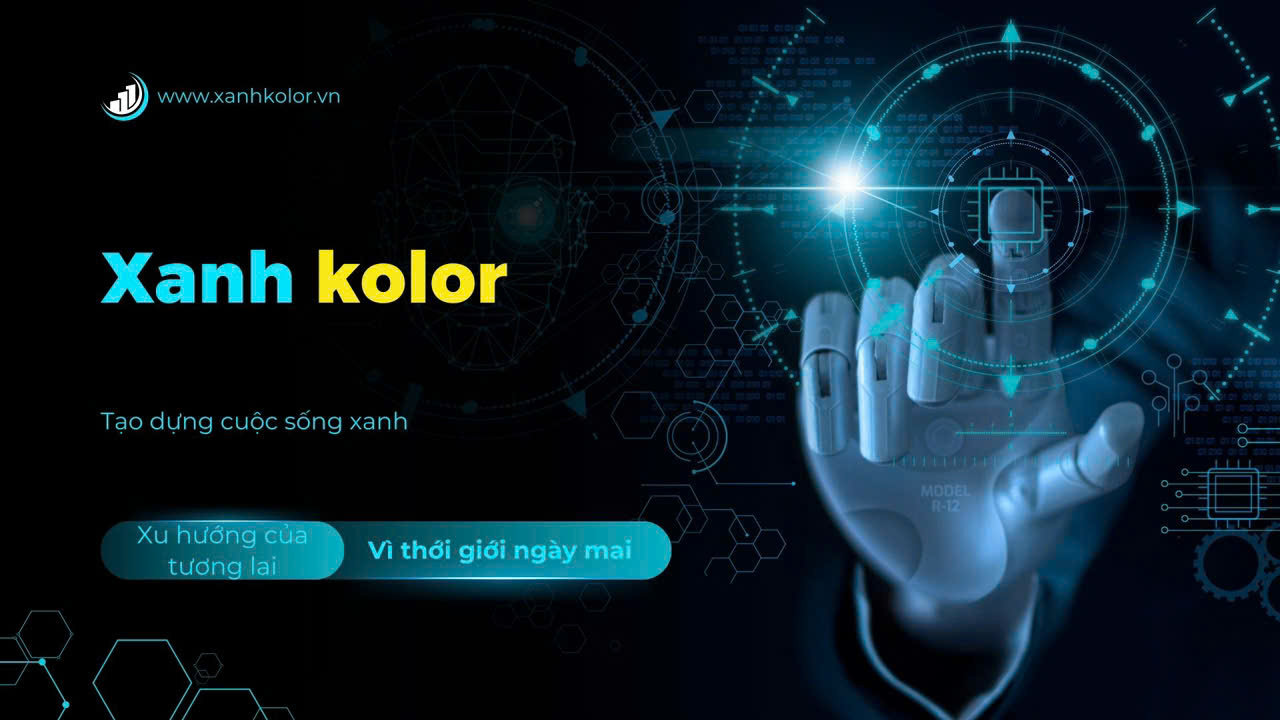 www.xanhkolor.vn
Xanh kolor
Tạo dựng cuộc sống xanh
Xu hướng của
tương lai
Vì thới giới ngày mai
MODEL
R-12